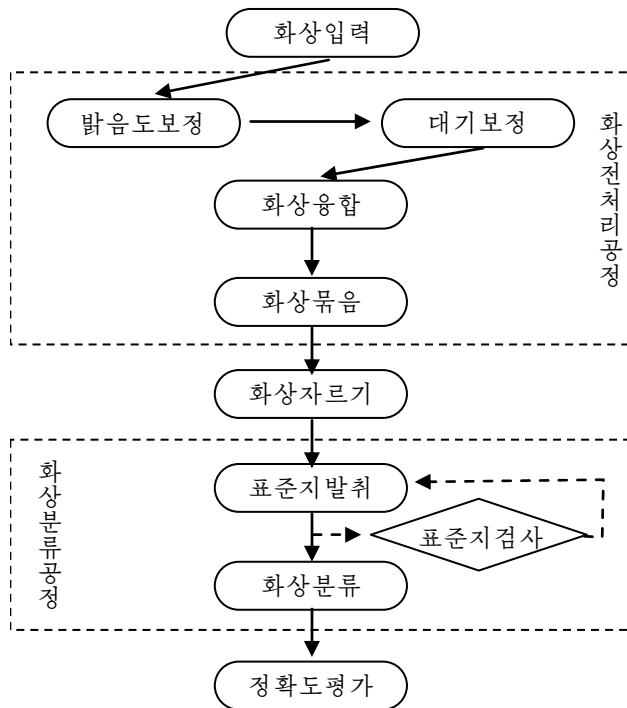 화상입력
밝음도보정
대기보정
화상전처리공정
화상융합
화상묶음
화상자르기
화상분류공정
표준지발취
표준지검사
화상분류
정확도평가